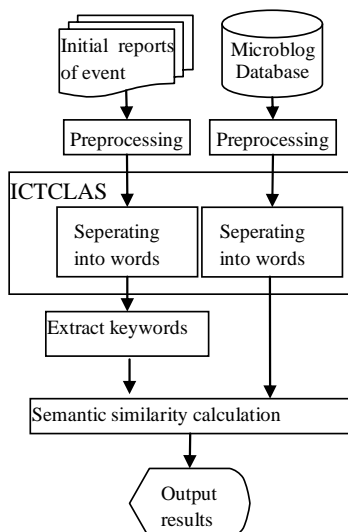 Initial reports
of event
Microblog
Database
Preprocessing
Preprocessing
ICTCLAS
Seperating
into words
Seperating
into words
Extract keywords
Semantic similarity calculation
Output
results